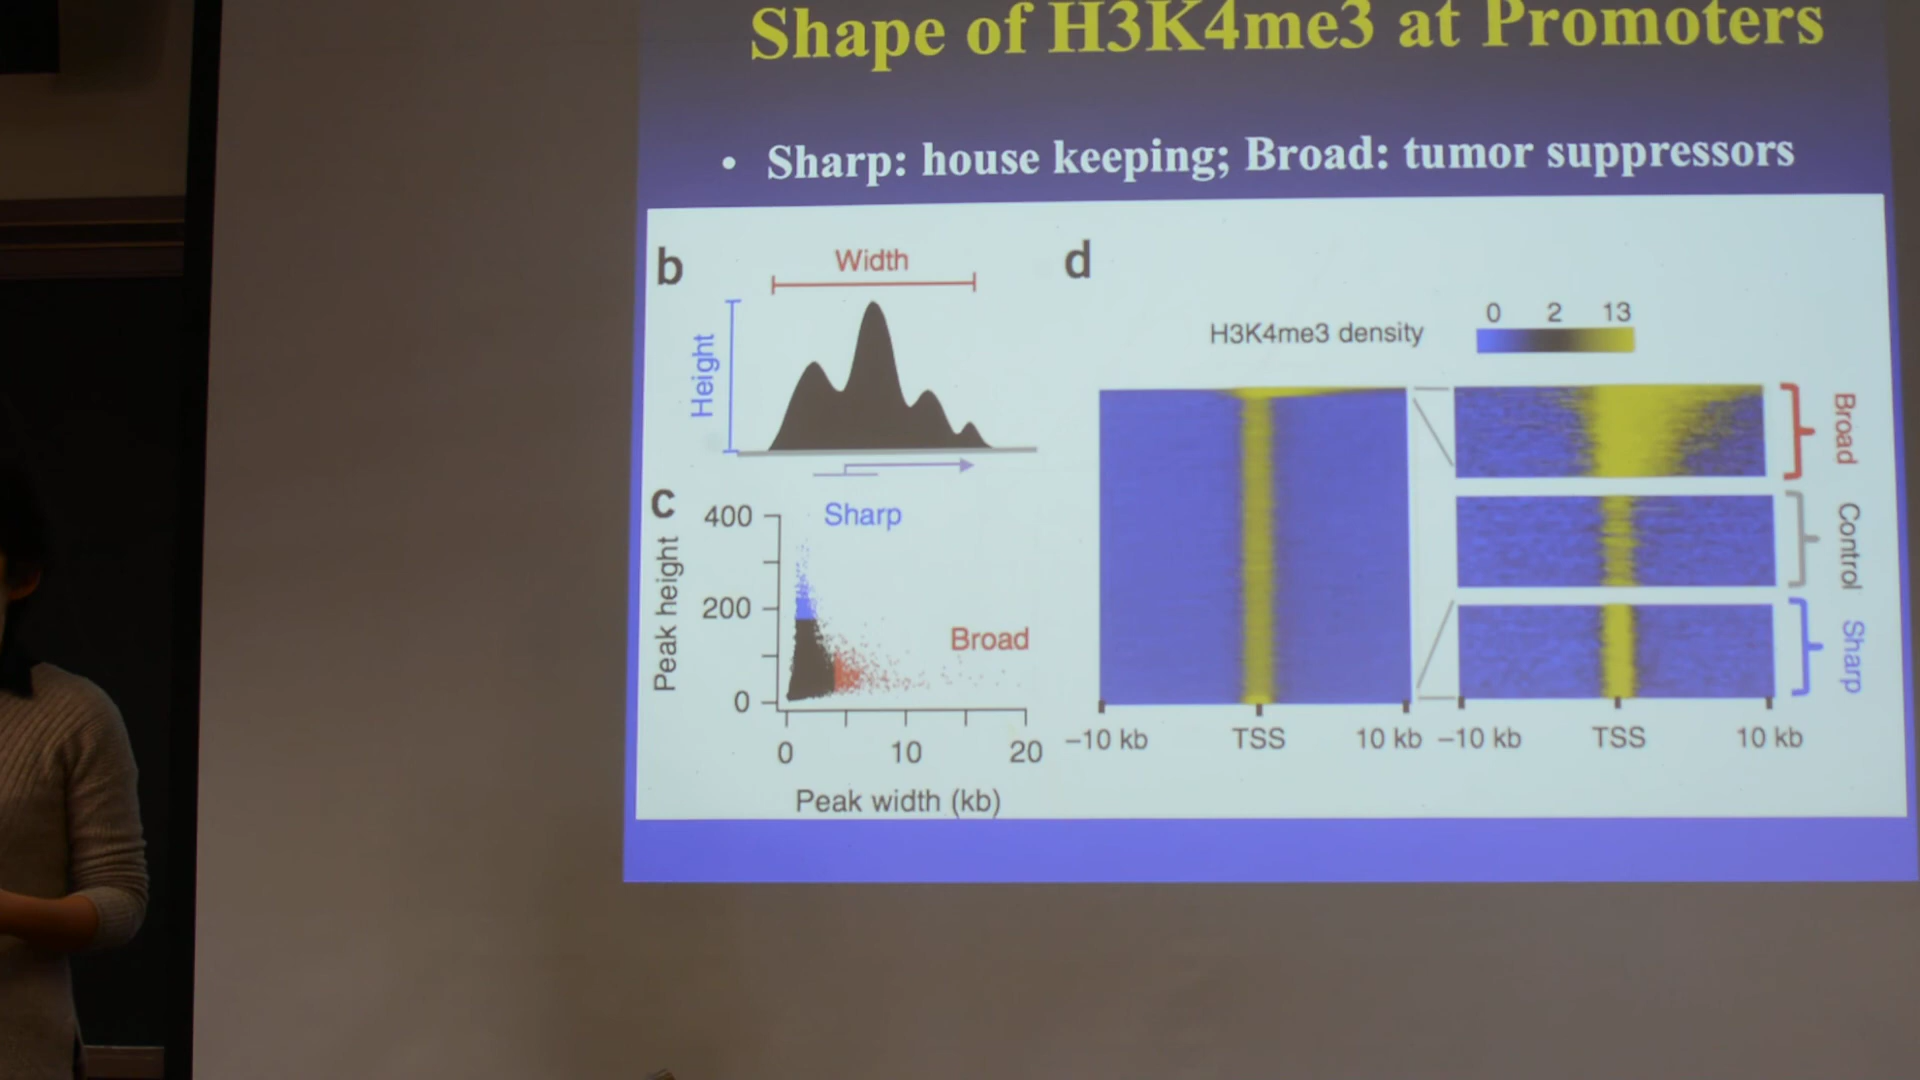 Shape of H3K4me3 at Promoters
• Sharp: house keeping; Broad: tumor suppressors
b
Width
Height
c
400
200
0
Peak height
Sharp
Broad
0 10 20
Peak width (kb)
d
H3K4me3 density
0 2 13
Broad
Control
Sharp
−10 kb TSS 10 kb
−10 kb TSS 10 kb